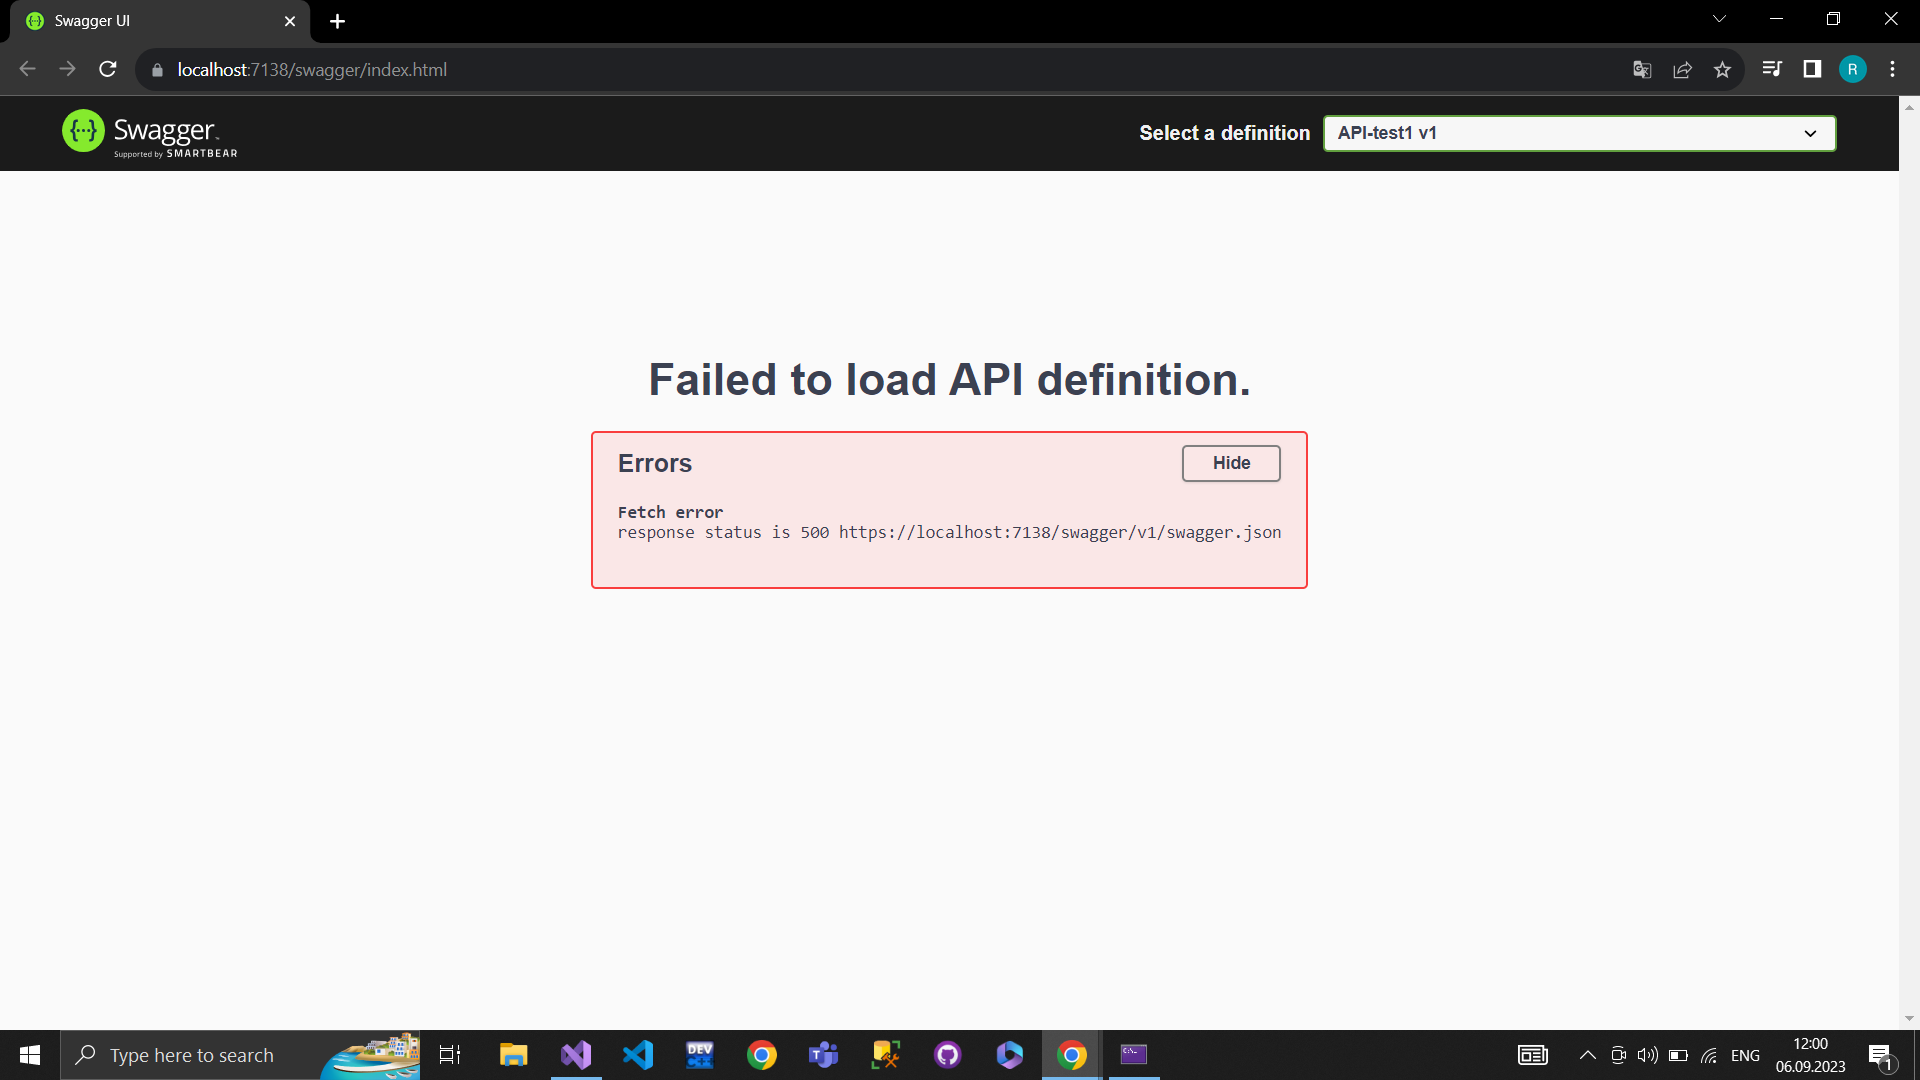 Swagger UI
localhost:7138/swagger/index.html
R
{···} Swagger
Supported by SMARTBEAR
Select a definition
API-test1 v1
Failed to load API definition.
Errors
Hide
Fetch error
response status is 500 https://localhost:7138/swagger/v1/swagger.json
Type here to search
DEV
C:\.
ENG
12:00
06.09.2023
1